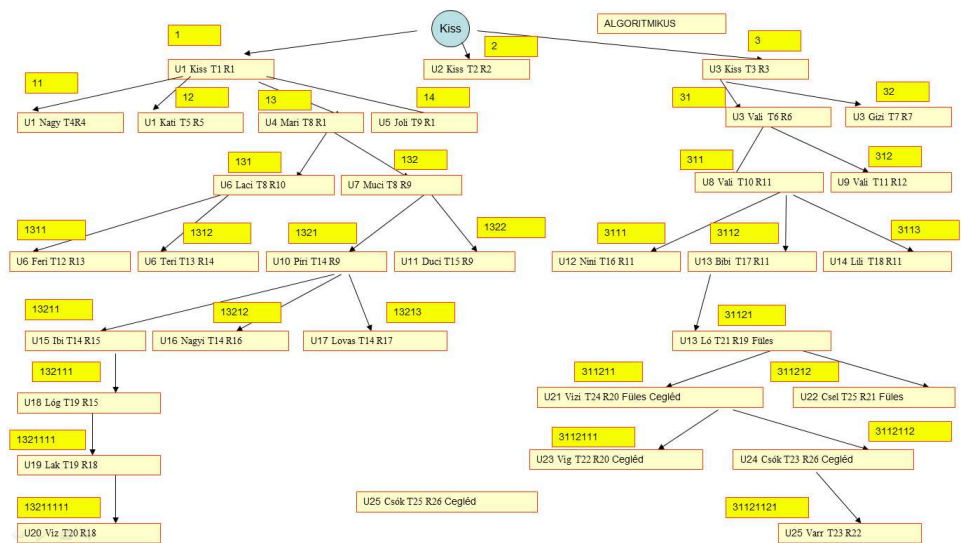 Kiss
ALGORITMIKUS
1
2
3
U1 Kiss T1 R1
U2 Kiss T2 R2
U3 Kiss T3 R3
11
12
13
14
31
32
U1 Nagy T4R4
U1 Kati T5 R5
U4 Mari T8 R1
U5 Joli T9 R1
U3 Vali T6 R6
U3 Gizi T7 R7
131
132
311
312
U6 Laci T8 R10
U7 Muci T8 R9
U8 Vali T10 R11
U9 Vali T11 R12
1311
1312
1321
1322
3111
3112
3113
U6 Feri T12 R13
U6 Teri T13 R14
U10 Piri T14 R9
U11 Duci T15 R9
U12 Nini T16 R11
U13 Bibi T17 R11
U14 Lili T18 R11
13211
13212
13213
31121
U15 Ibi T14 R15
U16 Nagyi T14 R16
U17 Lovas T14 R17
U13 Ló T21 R19 Füles
132111
311211
311212
U18 Lóg T19 R15
U21 Vizi T24 R20 Füles Cegléd
U22 Csel T25 R21 Füles
1321111
3112111
3112112
U19 Lak T19 R18
U23 Vig T22 R20 Cegléd
U24 Csók T23 R26 Cegléd
13211111
U25 Csók T25 R26 Cegléd
31121121
U20 Viz T20 R18
U25 Varr T23 R22